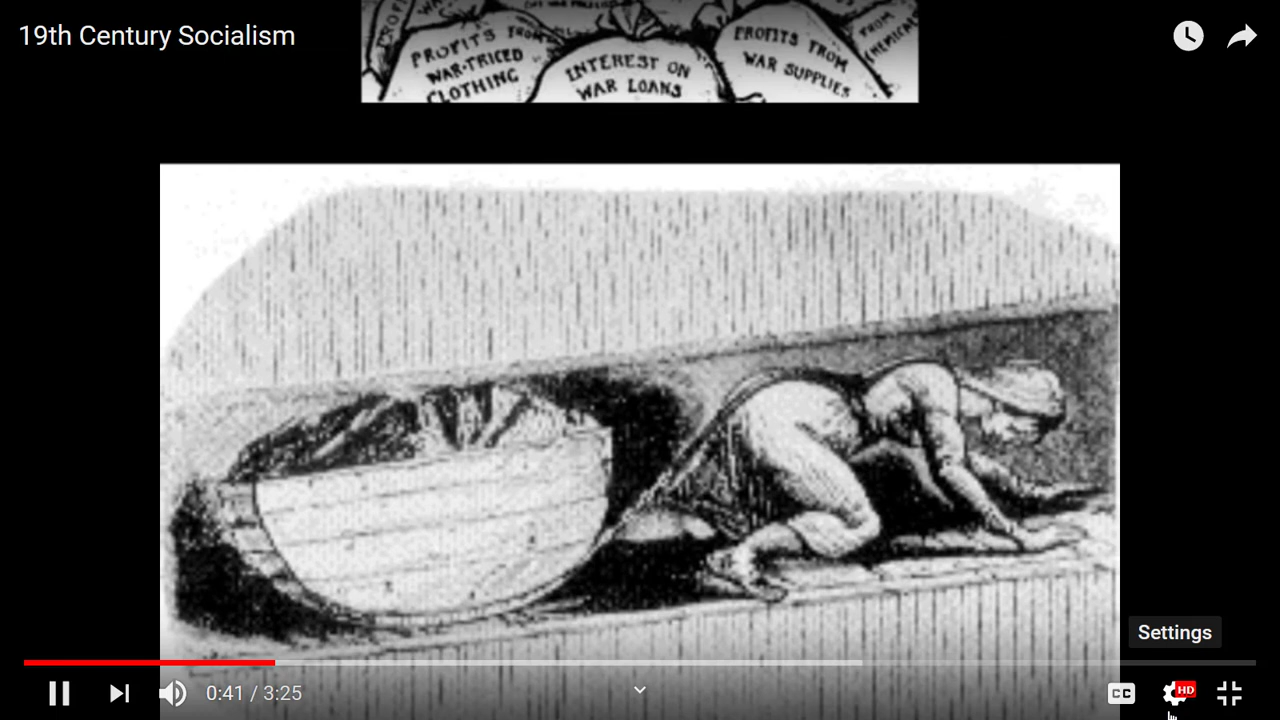 19th Century Socialism
PROFITS FROM
WAR-PRICED
CLOTHING
INTEREST ON
WAR LOANS
PROFITS FROM
WAR SUPPLIES
FROM
Settings
0:41 / 3:25
CC
HD